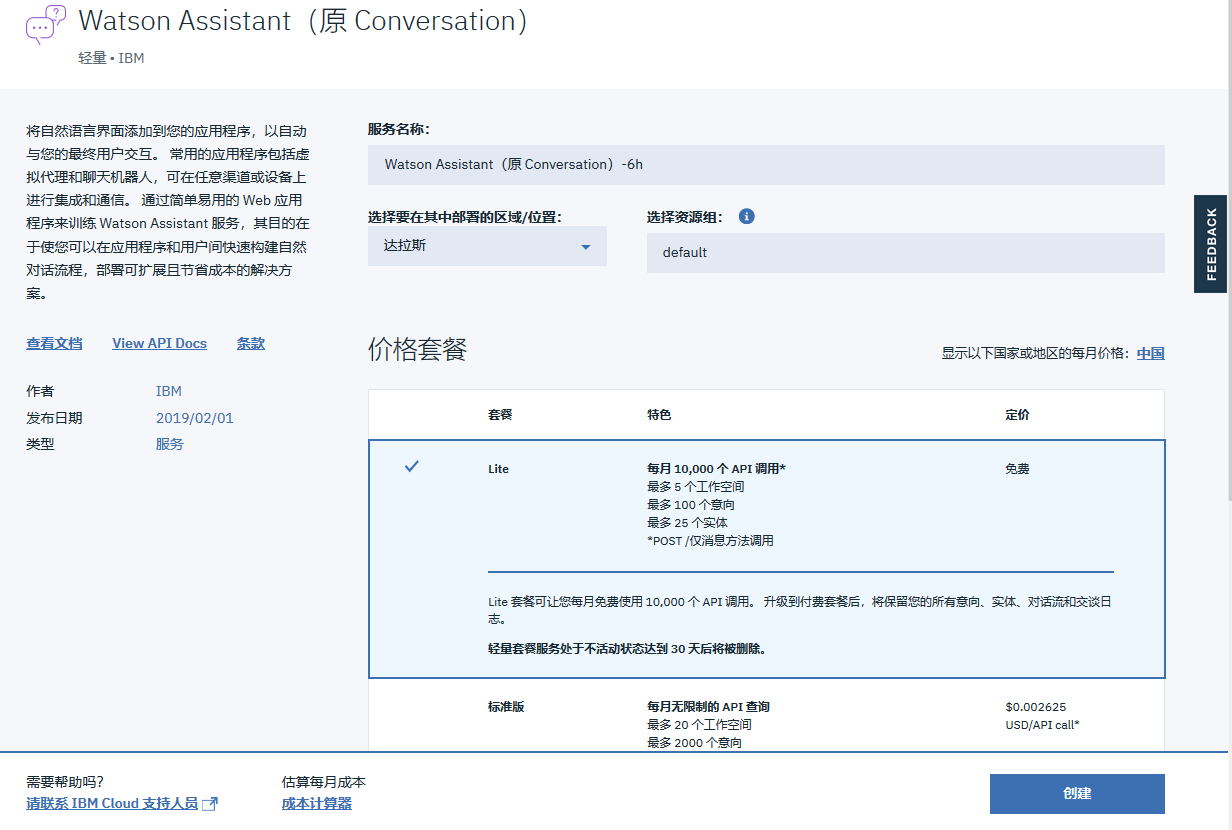 Watson Assistant（原 Conversation）
轻量 • IBM
将自然语言界面添加到您的应用程序，以自动
与您的最终用户交互。 常用的应用程序包括虚
拟代理和聊天机器人，可在任意渠道或设备上
进行集成和通信。 通过简单易用的 Web 应用
程序来训练 Watson Assistant 服务，其目的在
于使您可以在应用程序和用户间快速构建自然
对话流程，部署可扩展且节省成本的解决方
案。
查看文档 View API Docs 条款
作者 IBM
发布日期 2019/02/01
类型 服务
服务名称：
Watson Assistant（原 Conversation）-6h
选择要在其中部署的区域/位置： 选择资源组：
达拉斯 default
FEEDBACK
价格套餐 显示以下国家或地区的每月价格：中国
套餐 特色 定价
Lite 每月 10,000 个 API 调用* 免费
最多 5 个工作空间
最多 100 个意向
最多 25 个实体
*POST /仅消息方法调用
Lite 套餐可让您每月免费使用 10,000 个 API 调用。 升级到付费套餐后，将保留您的所有意向、实体、对话流和交谈日
志。
轻量套餐服务处于不活动状态达到 30 天后将被删除。
标准版 每月无限制的 API 查询 $0.002625
最多 20 个工作空间 USD/API call*
最多 2000 个意向
需要帮助吗? 估算每月成本
请联系 IBM Cloud 支持人员 成本计算器 创建